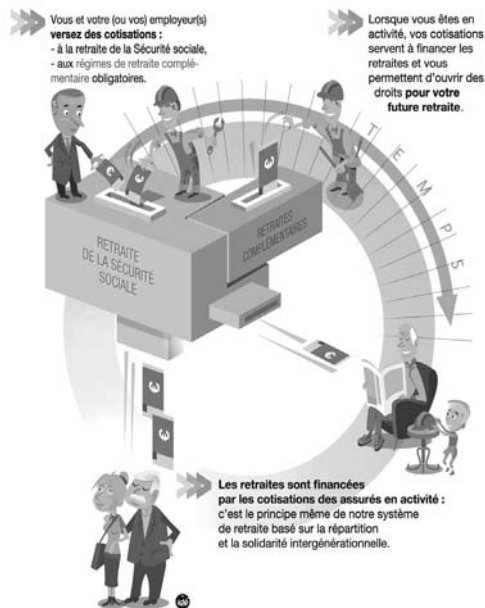 Vous et votre (ou vos) employeur(s)
versez des cotisations :
- à la retraite de la Sécurité sociale,
- aux régimes de retraite complé-
mentaire obligatoires.
Lorsque vous êtes en
activité, vos cotisations
servent à financer les
retraites et vous
permettent d'ouvrir des
droits pour votre
future retraite.
TEMPS
RETRAITE
DE LA SÉCURITÉ
SOCIALE
RETRAITES
COMPLÉMENTAIRES
Les retraites sont financées
par les cotisations des assurés en activité :
c'est le principe même de notre système
de retraite basé sur la répartition
et la solidarité intergénérationnelle.
idé